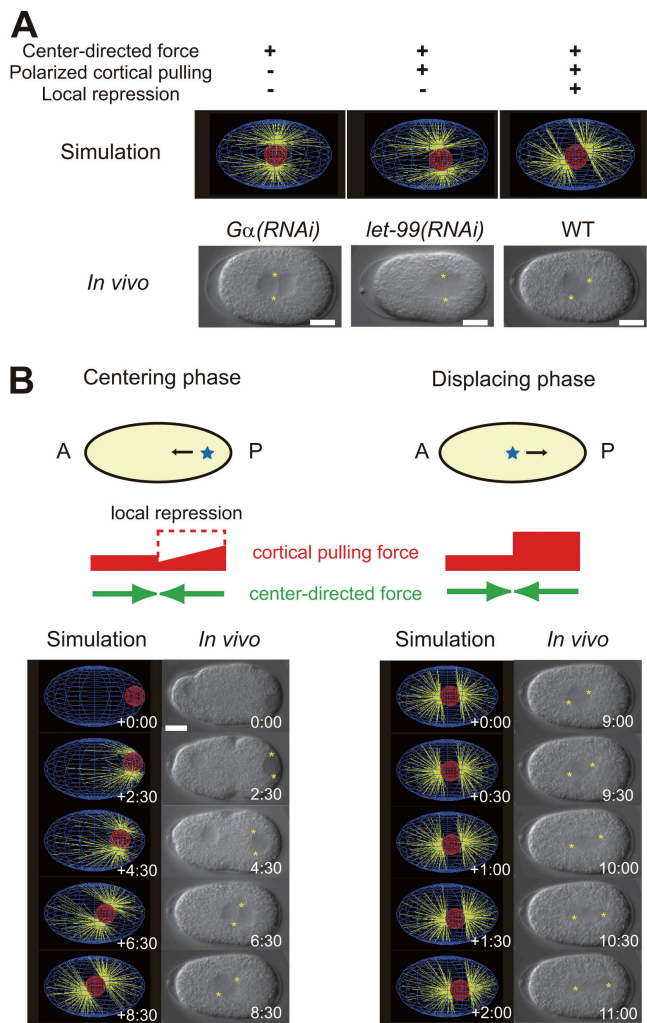 A
Center-directed force + + +
Polarized cortical pulling - + +
Local repression - - +
Simulation
Gα(RNAi) let-99(RNAi) WT
In vivo
B
Centering phase Displacing phase
A P A P
local repression
cortical pulling force
center-directed force
Simulation In vivo Simulation In vivo
+0:00 0:00 +0:00 9:00
+2:30 2:30 +0:30 9:30
+4:30 4:30 +1:00 10:00
+6:30 6:30 +1:30 10:30
+8:30 8:30 +2:00 11:00